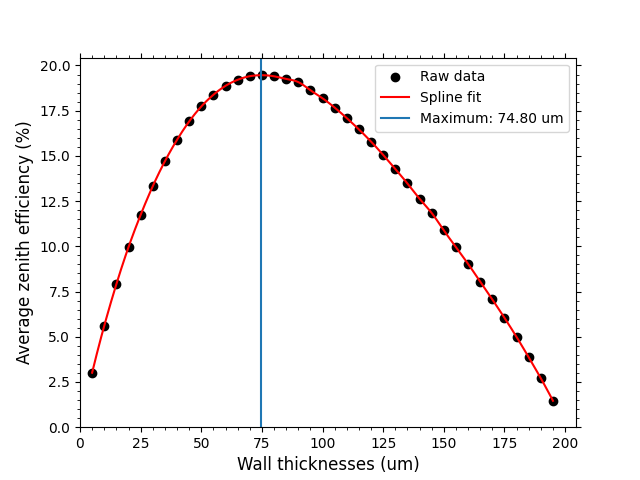 20.0
17.5
15.0
12.5
10.0
7.5
5.0
2.5
0.0
Average zenith efficiency (%)
Raw data
Spline fit
Maximum: 74.80 um
0 25 50 75 100 125 150 175 200
Wall thicknesses (um)